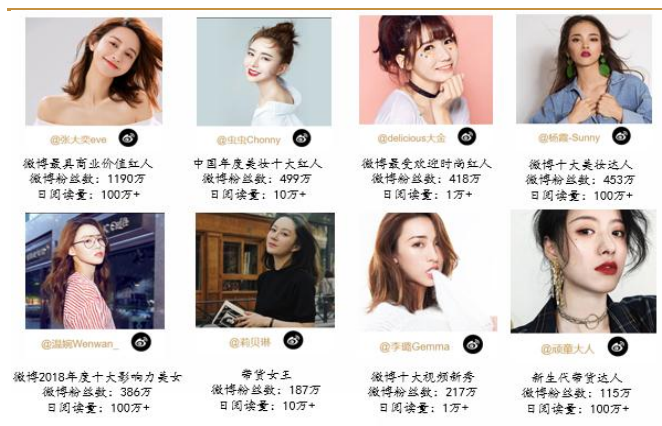 @张大奕eve
@虫虫Chonny
@delicious大金
@杨霞-Sunny
微博最具商业价值红人
微博粉丝数：1190万
日阅读量：100万+
中国年度美妆十大红人
微博粉丝数：499万
日阅读量：10万+
微博最受欢迎时尚红人
微博粉丝数：418万
日阅读量：1万+
微博十大美妆达人
微博粉丝数：453万
日阅读量：100万+
@温婉Wenwan_
@莉贝琳
@李璐Gemma
@顽童大人
微博2018年度十大影响力美女
微博粉丝数：386万
日阅读量：100万+
带货女王
微博粉丝数：187万
日阅读量：10万+
微博十大视频新秀
微博粉丝数：217万
日阅读量：1万+
新生代带货达人
微博粉丝数：115万
日阅读量：100万+